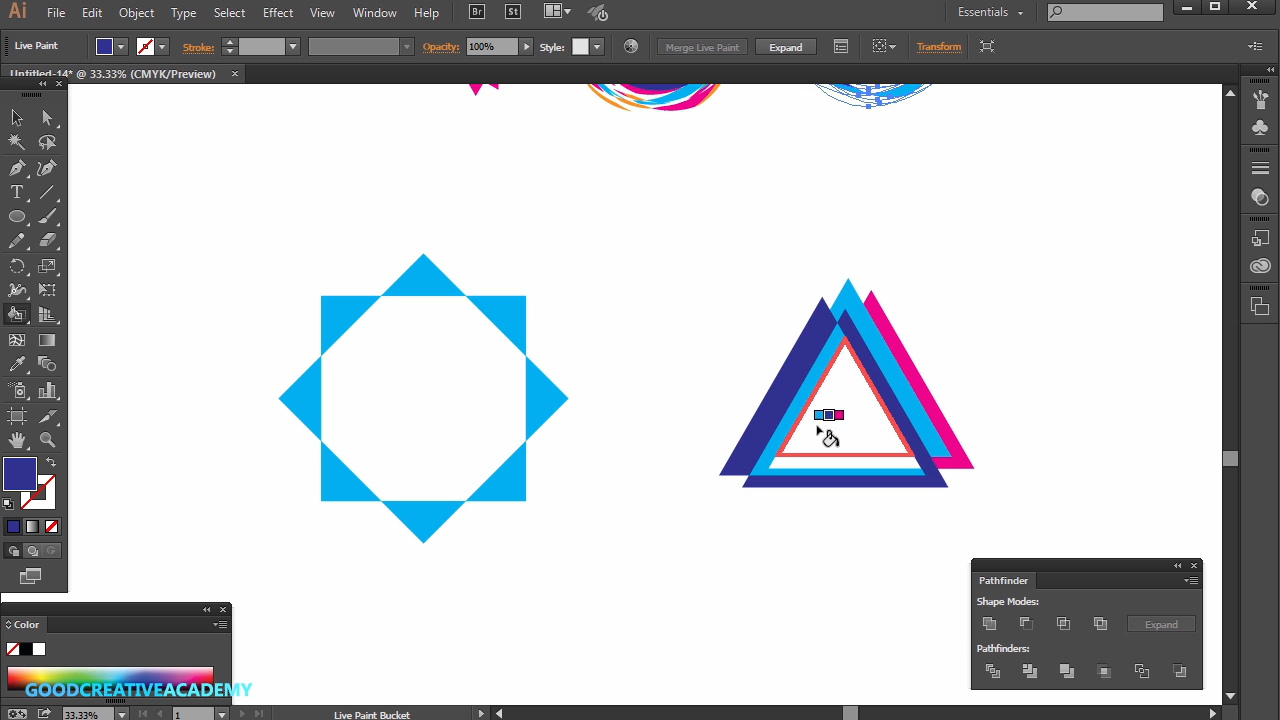 Ai File Edit Object Type Select Effect View Window Help Br St Essentials
Live Paint Stroke: Opacity: 100% Style: Merge Live Paint Expand Transform
Untitled-14* @ 33.33% (CMYK/Preview)
T
Pathfinder
Shape Modes:
Expand
Pathfinders:
Color
GOODCREATIVEACADEMY
33.33% 1 Live Paint Bucket